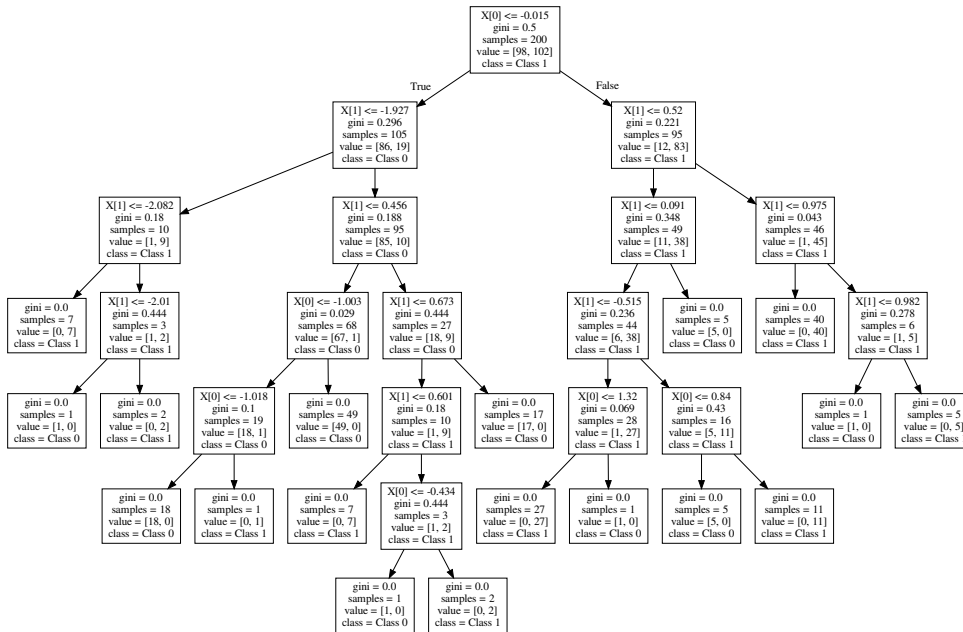 X[0] <= -0.015
gini = 0.5
samples = 200
value = [98, 102]
class = Class 1
True
False
X[1] <= -1.927
gini = 0.296
samples = 105
value = [86, 19]
class = Class 0
X[1] <= 0.52
gini = 0.221
samples = 95
value = [12, 83]
class = Class 1
X[1] <= -2.082
gini = 0.18
samples = 10
value = [1, 9]
class = Class 1
X[1] <= 0.456
gini = 0.188
samples = 95
value = [85, 10]
class = Class 0
X[1] <= 0.091
gini = 0.348
samples = 49
value = [11, 38]
class = Class 1
X[1] <= 0.975
gini = 0.043
samples = 46
value = [1, 45]
class = Class 1
gini = 0.0
samples = 7
value = [0, 7]
class = Class 1
X[1] <= -2.01
gini = 0.444
samples = 3
value = [1, 2]
class = Class 1
X[0] <= -1.003
gini = 0.029
samples = 68
value = [67, 1]
class = Class 0
X[1] <= 0.673
gini = 0.444
samples = 27
value = [18, 9]
class = Class 0
X[1] <= -0.515
gini = 0.236
samples = 44
value = [6, 38]
class = Class 1
gini = 0.0
samples = 5
value = [5, 0]
class = Class 0
gini = 0.0
samples = 40
value = [0, 40]
class = Class 1
X[1] <= 0.982
gini = 0.278
samples = 6
value = [1, 5]
class = Class 1
gini = 0.0
samples = 1
value = [1, 0]
class = Class 0
gini = 0.0
samples = 2
value = [0, 2]
class = Class 1
X[0] <= -1.018
gini = 0.1
samples = 19
value = [18, 1]
class = Class 0
gini = 0.0
samples = 49
value = [49, 0]
class = Class 0
X[1] <= 0.601
gini = 0.18
samples = 10
value = [1, 9]
class = Class 1
gini = 0.0
samples = 17
value = [17, 0]
class = Class 0
X[0] <= 1.32
gini = 0.069
samples = 28
value = [1, 27]
class = Class 1
X[0] <= 0.84
gini = 0.43
samples = 16
value = [5, 11]
class = Class 1
gini = 0.0
samples = 1
value = [1, 0]
class = Class 0
gini = 0.0
samples = 5
value = [0, 5]
class = Class
gini = 0.0
samples = 18
value = [18, 0]
class = Class 0
gini = 0.0
samples = 1
value = [0, 1]
class = Class 1
gini = 0.0
samples = 7
value = [0, 7]
class = Class 1
X[0] <= -0.434
gini = 0.444
samples = 3
value = [1, 2]
class = Class 1
gini = 0.0
samples = 27
value = [0, 27]
class = Class 1
gini = 0.0
samples = 1
value = [1, 0]
class = Class 0
gini = 0.0
samples = 5
value = [5, 0]
class = Class 0
gini = 0.0
samples = 11
value = [0, 11]
class = Class 1
gini = 0.0
samples = 1
value = [1, 0]
class = Class 0
gini = 0.0
samples = 2
value = [0, 2]
class = Class 1